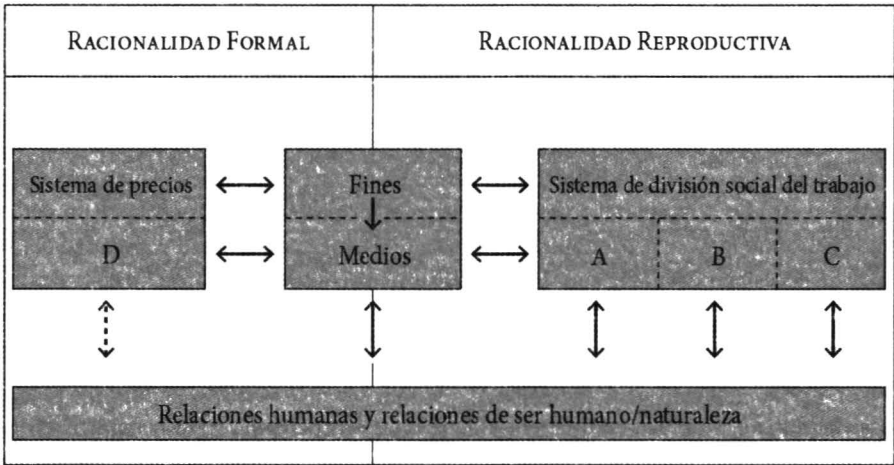 RACIONALIDAD FORMAL
RACIONALIDAD REPRODUCTIVA
Sistema de precios
Fines
Sistema de división social del trabajo
D
Medios
A
B
C
Relaciones humanas y relaciones de ser humano/naturaleza